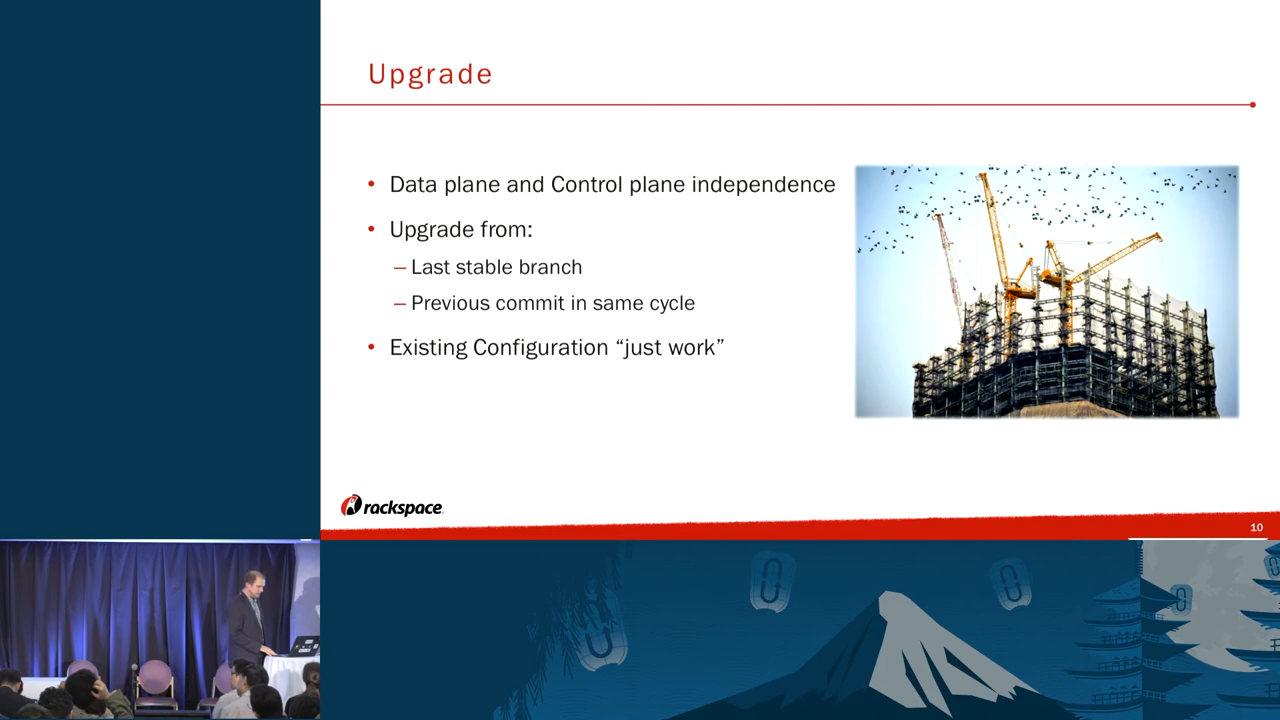 Upgrade
• Data plane and Control plane independence
• Upgrade from:
– Last stable branch
– Previous commit in same cycle
• Existing Configuration “just work”
rackspace
10